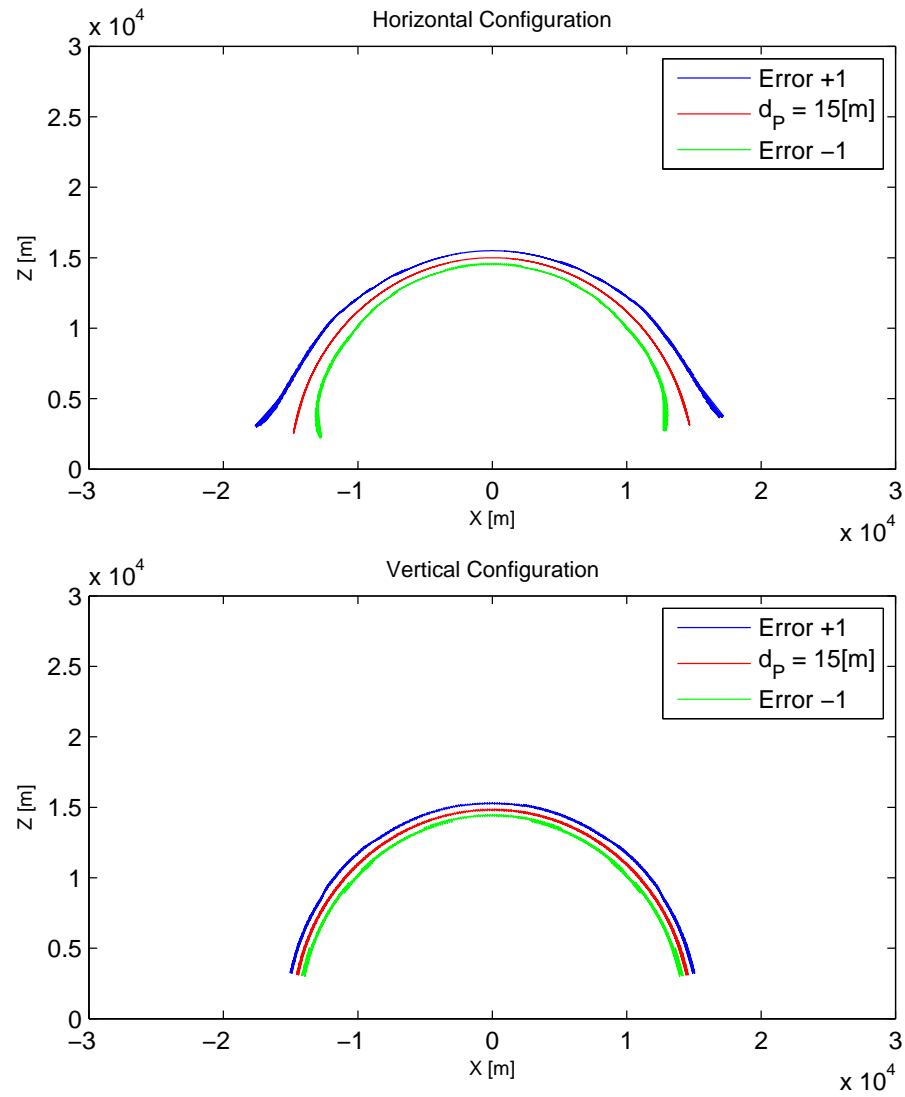 Horizontal Configuration
x 10^4
3
2.5
2
1.5
1
0.5
0
Z [m]
Error +1
d_P = 15[m]
Error −1
−3 −2 −1 0 1 2 3
X [m]
x 10^4
Vertical Configuration
x 10^4
3
2.5
2
1.5
1
0.5
0
Z [m]
Error +1
d_P = 15[m]
Error −1
−3 −2 −1 0 1 2 3
X [m]
x 10^4